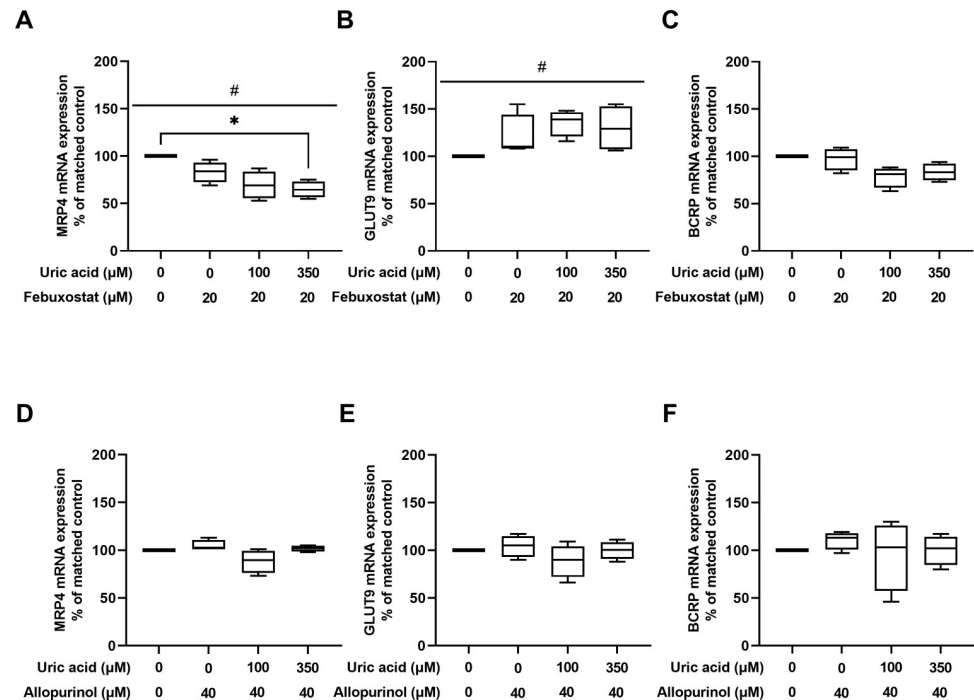 A
MRP4 mRNA expression
% of matched control
200
150
100
50
0
#
*
Uric acid (µM) 0 0 100 350
Febuxostat (µM) 0 20 20 20
B
GLUT9 mRNA expression
% of matched control
200
150
100
50
0
#
Uric acid (µM) 0 0 100 350
Febuxostat (µM) 0 20 20 20
C
BCRP mRNA expression
% of matched control
200
150
100
50
0
Uric acid (µM) 0 0 100 350
Febuxostat (µM) 0 20 20 20
D
MRP4 mRNA expression
% of matched control
200
150
100
50
0
Uric acid (µM) 0 0 100 350
Allopurinol (µM) 0 40 40 40
E
GLUT9 mRNA expression
% of matched control
200
150
100
50
0
Uric acid (µM) 0 0 100 350
Allopurinol (µM) 0 40 40 40
F
BCRP mRNA expression
% of matched control
200
150
100
50
0
Uric acid (µM) 0 0 100 350
Allopurinol (µM) 0 40 40 40